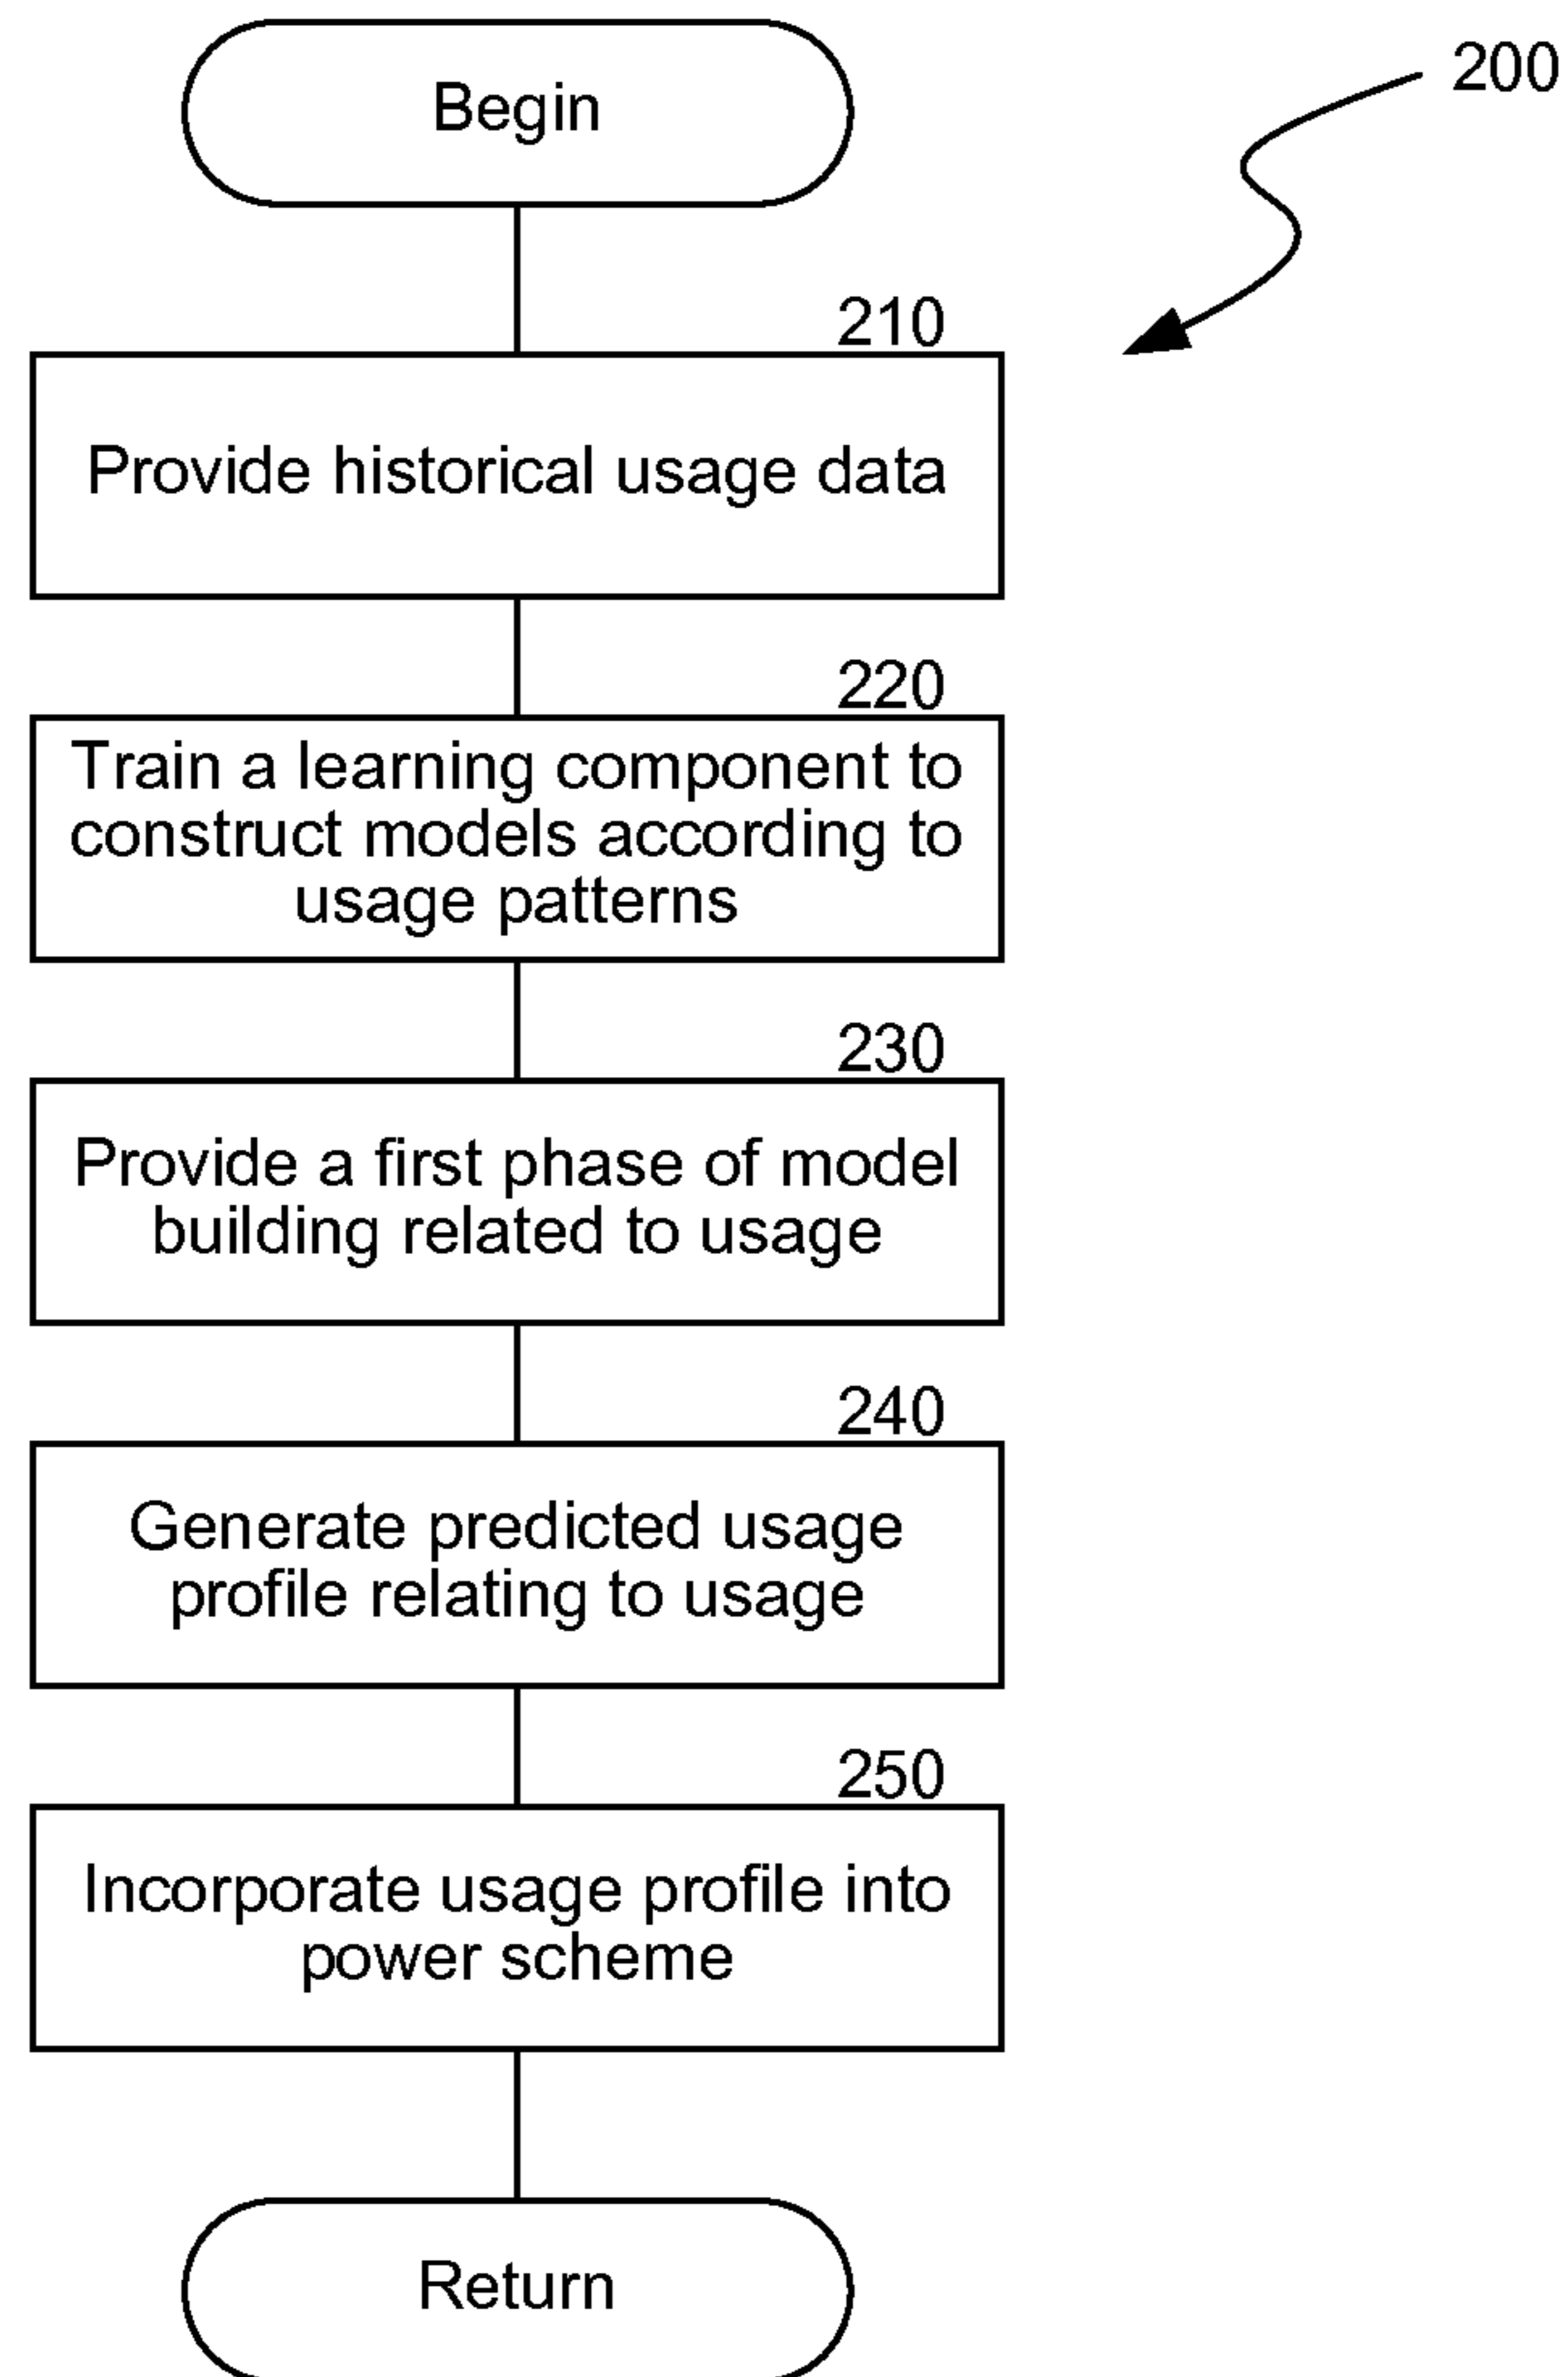 Begin
200
210
Provide historical usage data
220
Train a learning component to
construct models according to
usage patterns
230
Provide a first phase of model
building related to usage
240
Generate predicted usage
profile relating to usage
250
Incorporate usage profile into
power scheme
Return